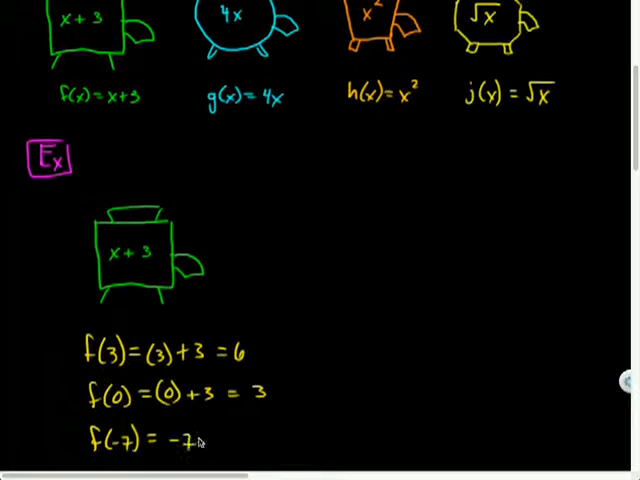 x + 3 4x x² √x
f(x) = x+3 g(x) = 4x h(x) = x² j(x) = √x
Ex
x + 3
f(3) = (3) + 3 = 6
f(0) = (0) + 3 = 3
f(-7) = -7